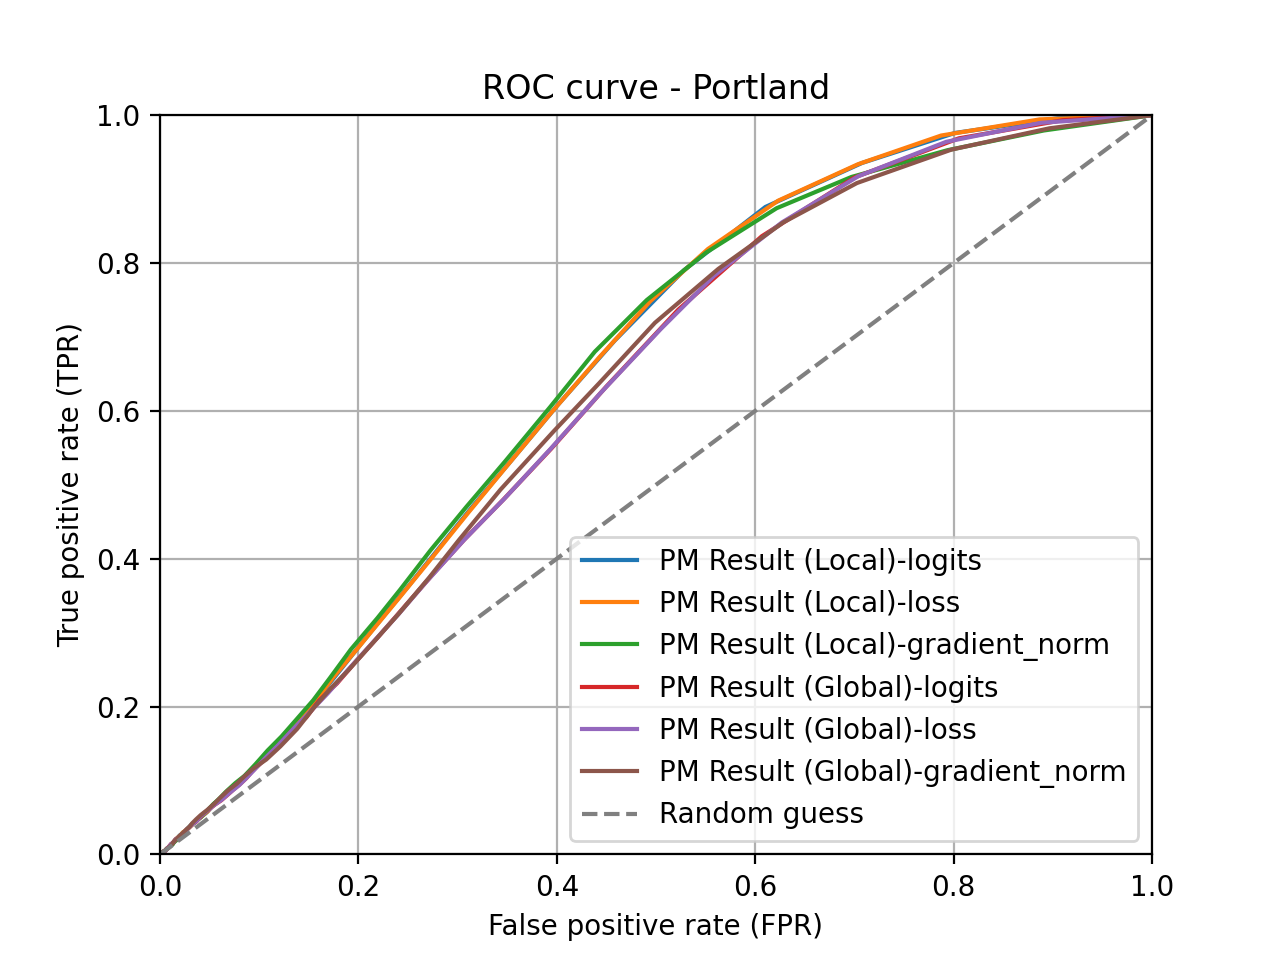 ROC curve - Portland
True positive rate (TPR)
1.0
0.8
0.6
0.4
0.2
0.0
PM Result (Local)-logits
PM Result (Local)-loss
PM Result (Local)-gradient_norm
PM Result (Global)-logits
PM Result (Global)-loss
PM Result (Global)-gradient_norm
Random guess
0.0 0.2 0.4 0.6 0.8 1.0
False positive rate (FPR)